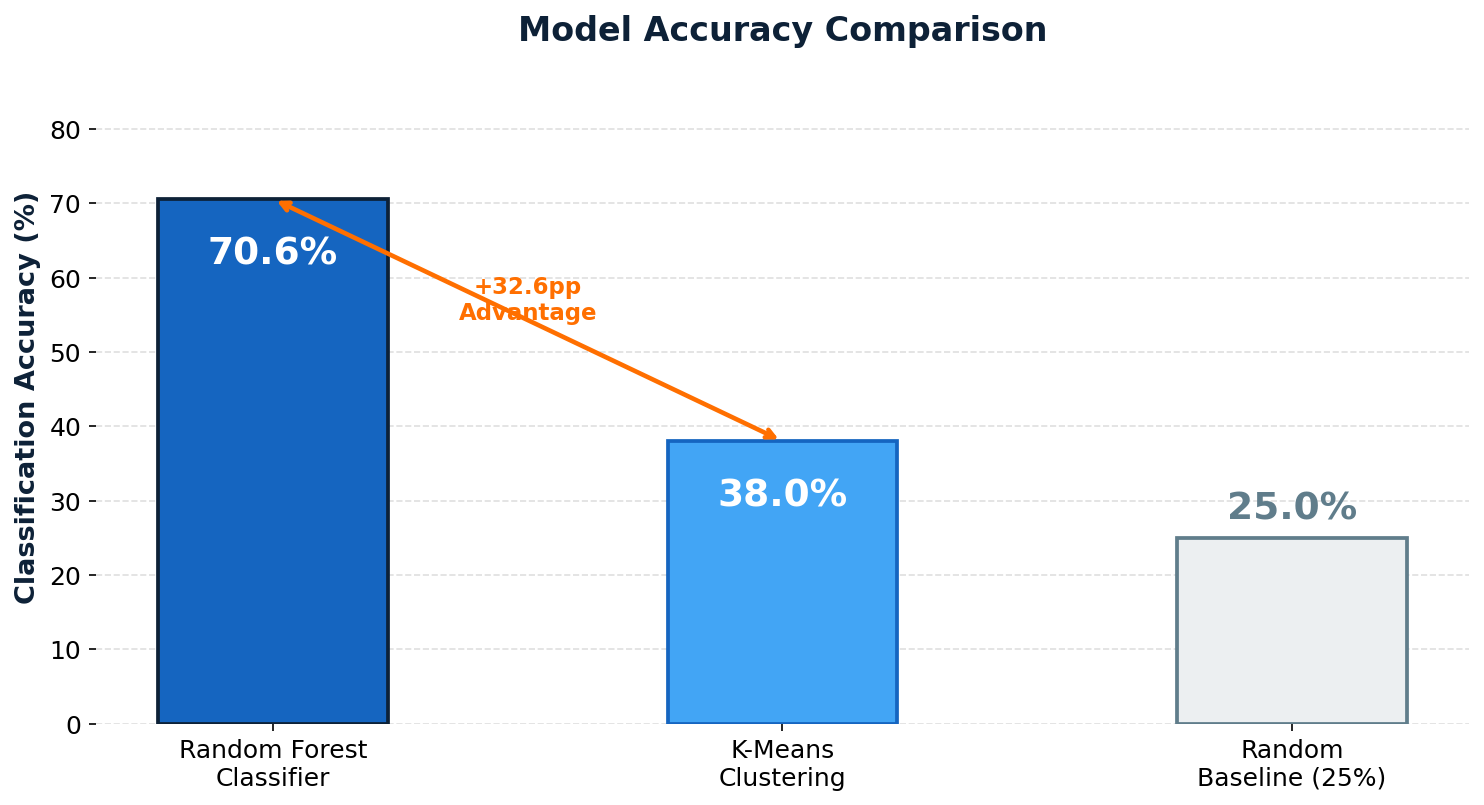 Model Accuracy Comparison
Classification Accuracy (%)
80
70
60
50
40
30
20
10
0
70.6%
+32.6pp
Advantage
38.0%
25.0%
Random Forest
Classifier
K-Means
Clustering
Random
Baseline (25%)